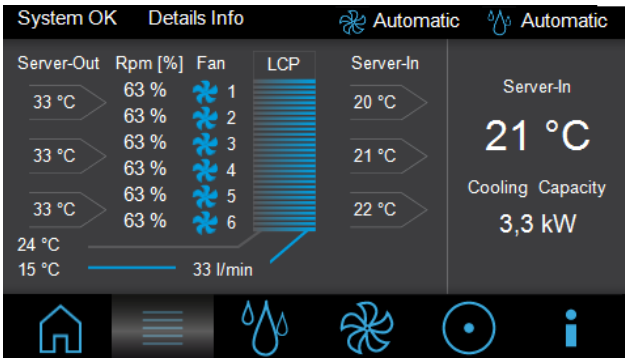 System OK Details Info Automatic Automatic
Server-Out Rpm [%] Fan LCP Server-In
33 °C
33 °C
33 °C
63 % 1
63 % 2
63 % 3
63 % 4
63 % 5
63 % 6
20 °C
21 °C
22 °C
24 °C
15 °C 33 l/min
Server-In
21 °C
Cooling Capacity
3,3 kW